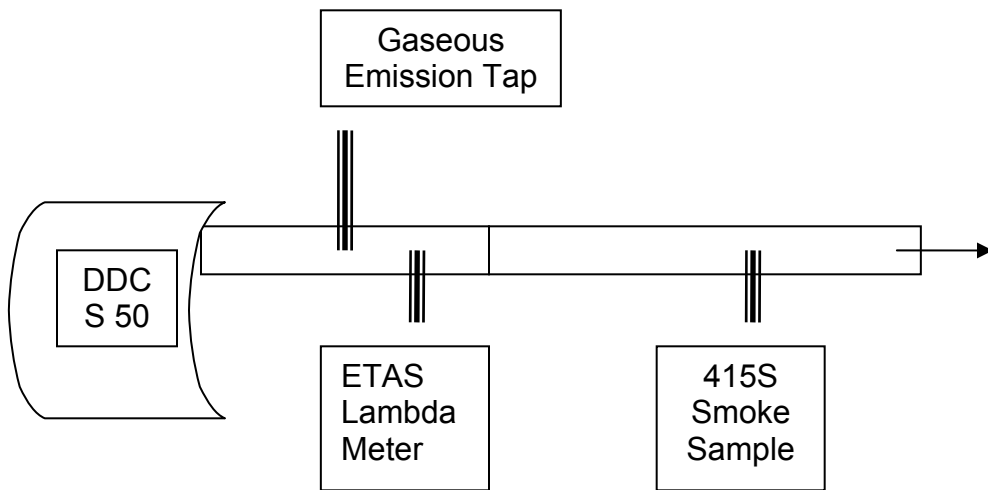 Gaseous
Emission Tap
DDC
S 50
ETAS
Lambda
Meter
415S
Smoke
Sample